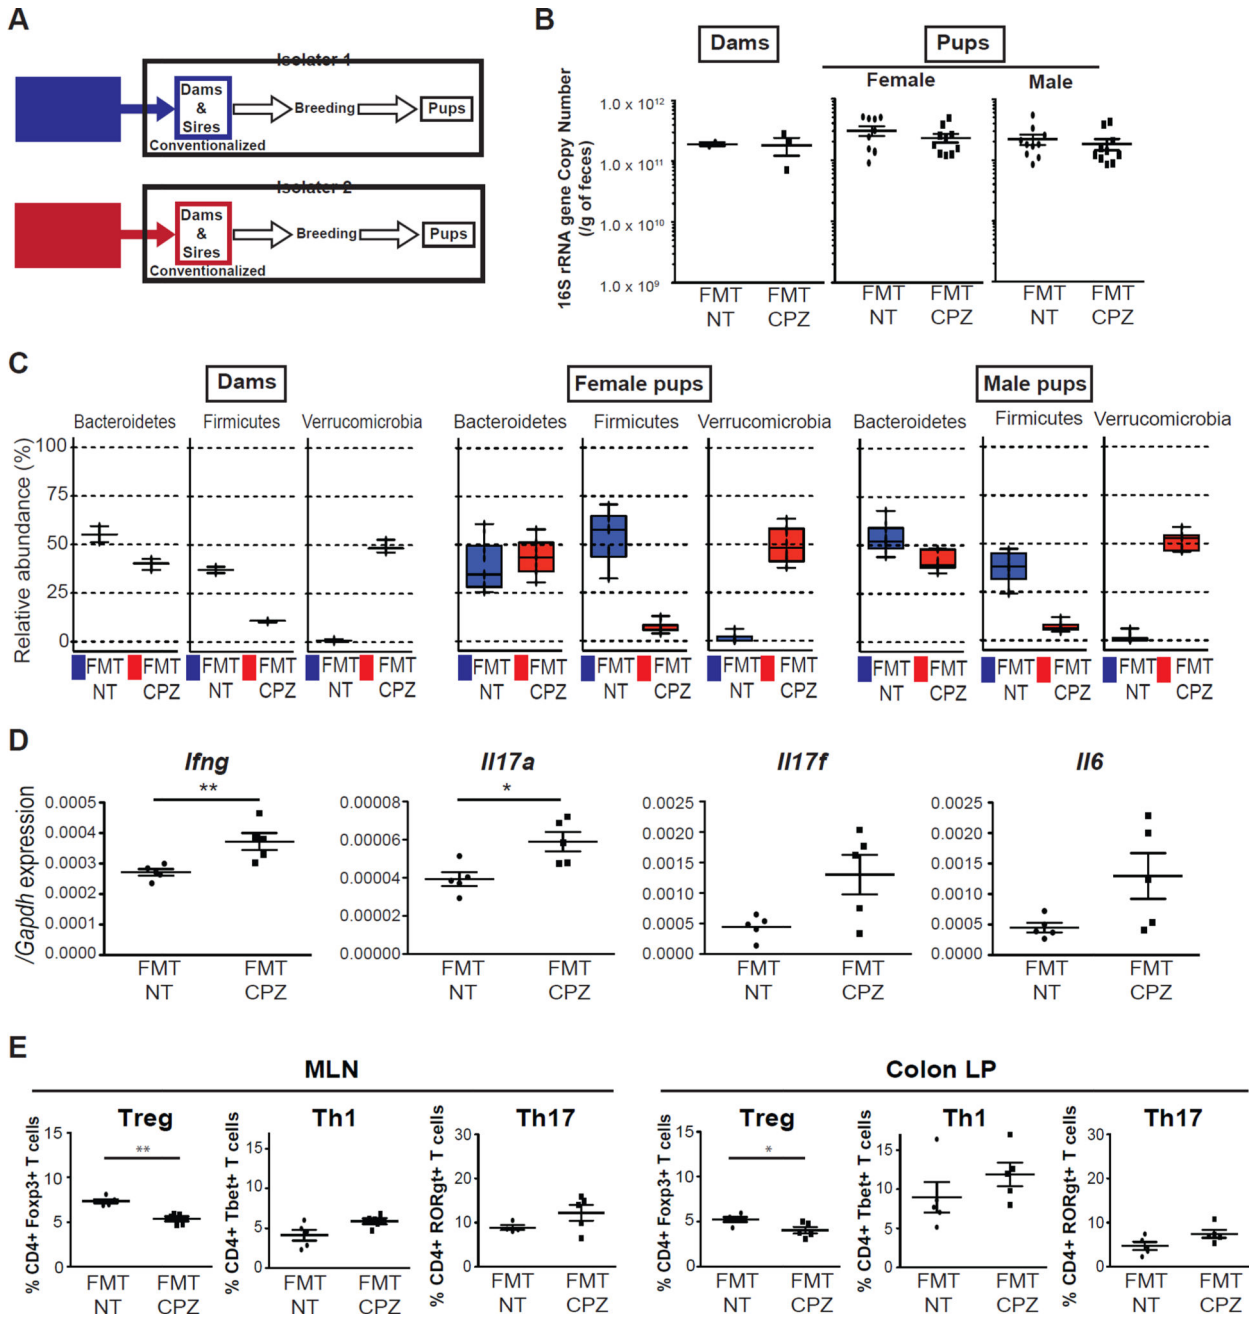 A
Isolater 1
Dams
&
Sires
Conventionalized
Breeding
Pups
Isolater 2
Dams
&
Sires
Conventionalized
Breeding
Pups
B
Dams
Pups
Female
Male
16S rRNA gene Copy Number
(/g of feces)
1.0 x 10¹²
1.0 x 10¹¹
1.0 x 10¹⁰
1.0 x 10⁹
FMT FMT FMT FMT FMT FMT
NT CPZ NT CPZ NT CPZ
C
Dams
Female pups
Male pups
Bacteroidetes Firmicutes Verrucomicrobia
Bacteroidetes Firmicutes Verrucomicrobia
Bacteroidetes Firmicutes Verrucomicrobia
Relative abundance (%)
100
75
50
25
0
FMT FMT FMT FMT FMT FMT
NT CPZ NT CPZ NT CPZ
FMT FMT FMT FMT FMT FMT
NT CPZ NT CPZ NT CPZ
FMT FMT FMT FMT FMT FMT
NT CPZ NT CPZ NT CPZ
D
/Gapdh expression
Ifng
**
0.0005
0.0004
0.0003
0.0002
0.0001
0.0000
FMT FMT
NT CPZ
Il17a
*
0.00008
0.00006
0.00004
0.00002
0.00000
FMT FMT
NT CPZ
Il17f
0.0025
0.0020
0.0015
0.0010
0.0005
0.0000
FMT FMT
NT CPZ
Il6
0.0025
0.0020
0.0015
0.0010
0.0005
0.0000
FMT FMT
NT CPZ
E
MLN
Treg
% CD4+ Foxp3+ T cells
**
15
10
5
0
FMT FMT
NT CPZ
Th1
% CD4+ Tbet+ T cells
15
10
5
0
FMT FMT
NT CPZ
Th17
% CD4+ RORgt+ T cells
30
20
10
0
FMT FMT
NT CPZ
Colon LP
Treg
% CD4+ Foxp3+ T cells
*
15
10
5
0
FMT FMT
NT CPZ
Th1
% CD4+ Tbet+ T cells
15
10
5
0
FMT FMT
NT CPZ
Th17
% CD4+ RORgt+ T cells
30
20
10
0
FMT FMT
NT CPZ